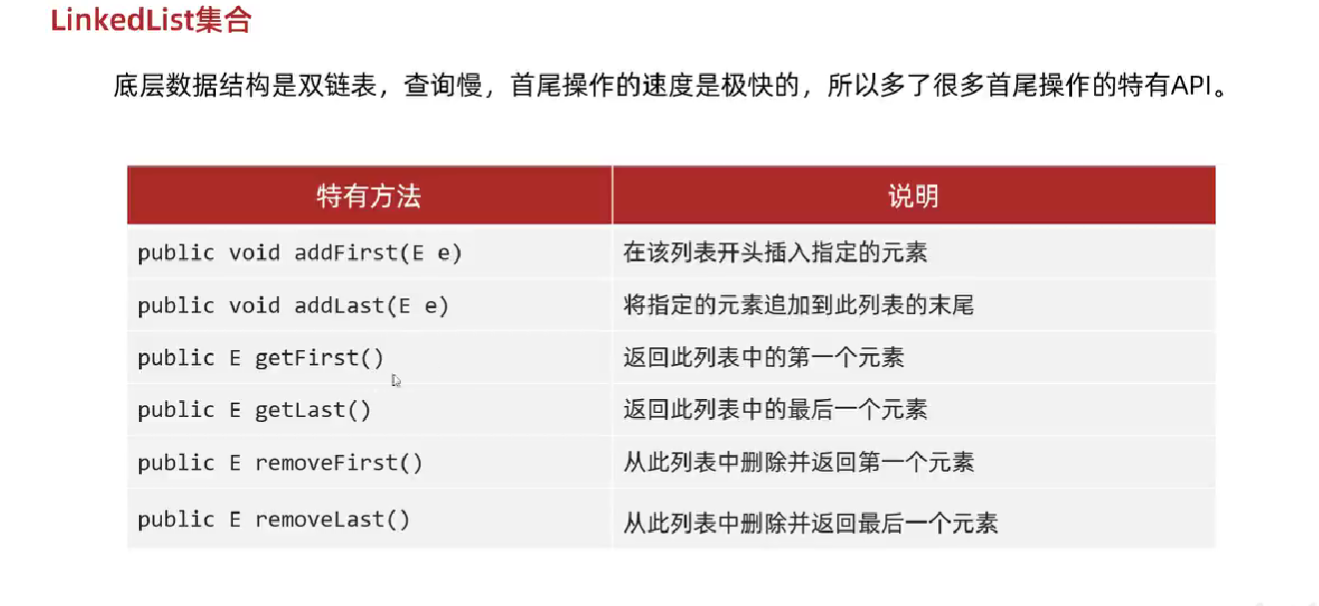 LinkedList集合
底层数据结构是双链表，查询慢，首尾操作的速度是极快的，所以多了很多首尾操作的特有API。
特有方法 说明
public void addFirst(E e) 在该列表开头插入指定的元素
public void addLast(E e) 将指定的元素追加到此列表的末尾
public E getFirst() 返回此列表中的第一个元素
public E getLast() 返回此列表中的最后一个元素
public E removeFirst() 从此列表中删除并返回第一个元素
public E removeLast() 从此列表中删除并返回最后一个元素